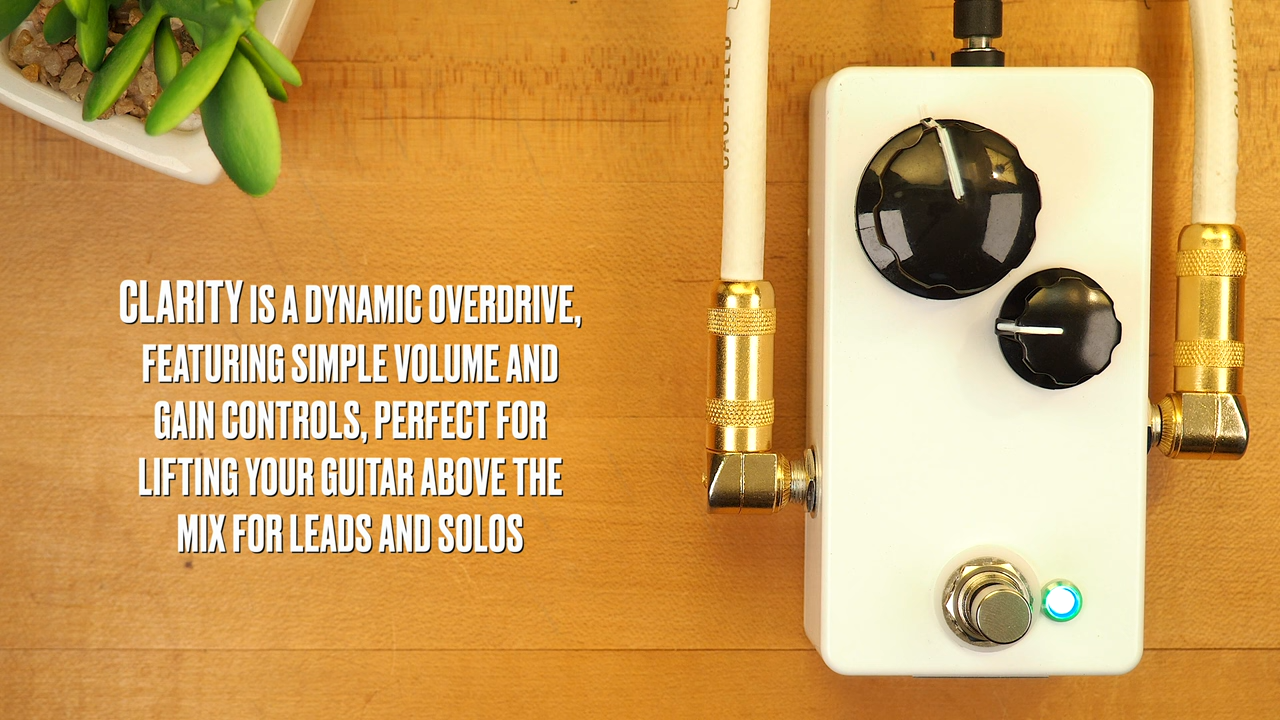 CLARITY IS A DYNAMIC OVERDRIVE,
FEATURING SIMPLE VOLUME AND
GAIN CONTROLS, PERFECT FOR
LIFTING YOUR GUITAR ABOVE THE
MIX FOR LEADS AND SOLOS